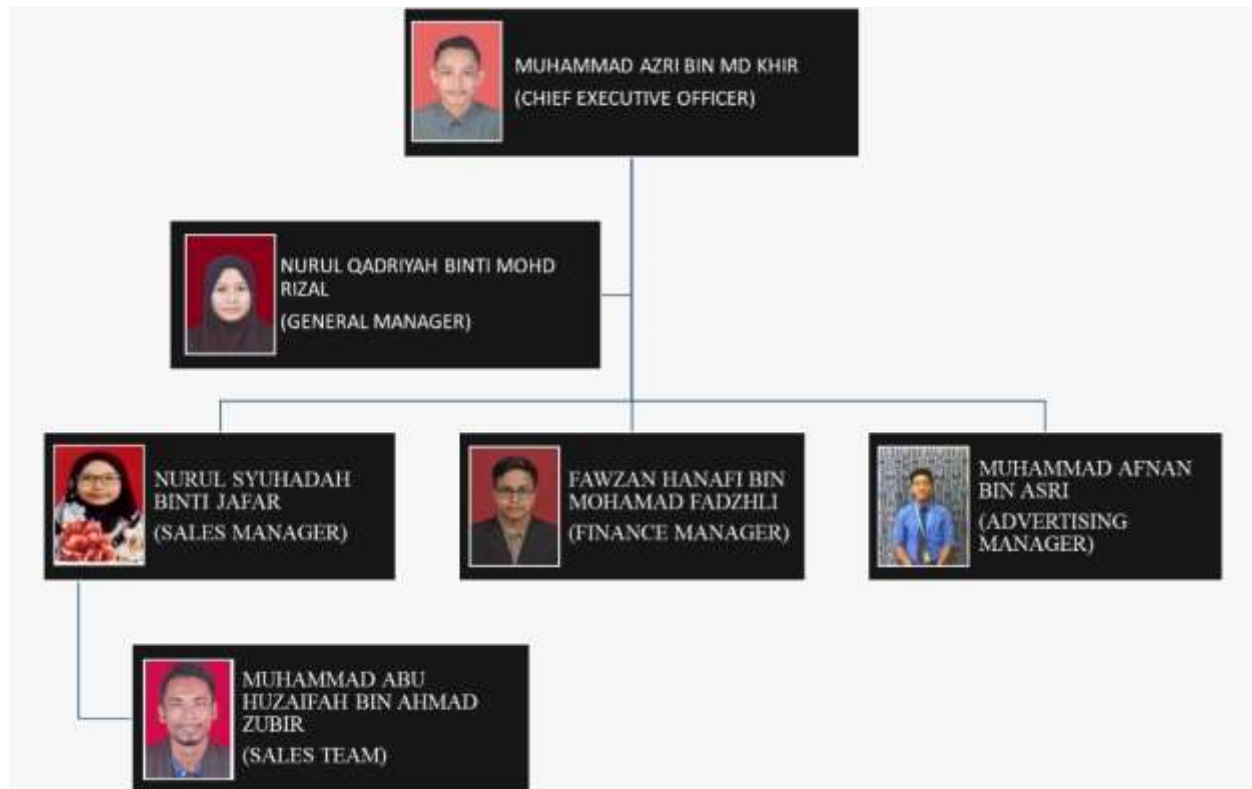 MUHAMMAD AZRI BIN MD KHIR
(CHIEF EXECUTIVE OFFICER)
NURUL QADRIYAH BINTI MOHD
RIZAL
(GENERAL MANAGER)
NURUL SYUHADAH
BINTI JAFAR
(SALES MANAGER)
FAWZAN HANAFI BIN
MOHAMAD FADZHLI
(FINANCE MANAGER)
MUHAMMAD AFNAN
BIN ASRI
(ADVERTISING
MANAGER)
MUHAMMAD ABU
HUZAIFAH BIN AHMAD
ZUBIR
(SALES TEAM)